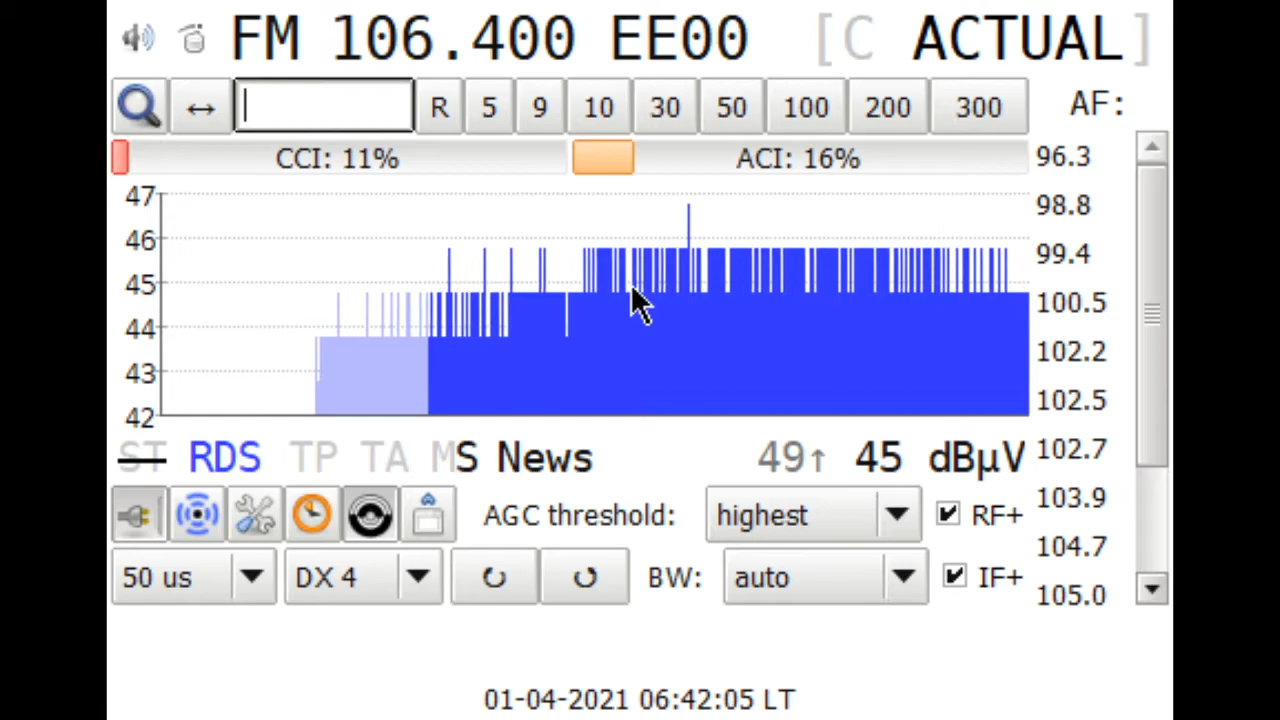 FM 106.400 EE00 [C ACTUAL]
↔ R 5 9 10 30 50 100 200 300 AF:
CCI: 11% ACI: 16%
96.3
98.8
99.4
100.5
102.2
102.5
102.7
103.9
104.7
105.0
47
46
45
44
43
42
ST RDS TP TA MS News 49↑ 45 dBµV
AGC threshold: highest RF+
50 us DX 4 ↻ ↺ BW: auto IF+
01-04-2021 06:42:05 LT